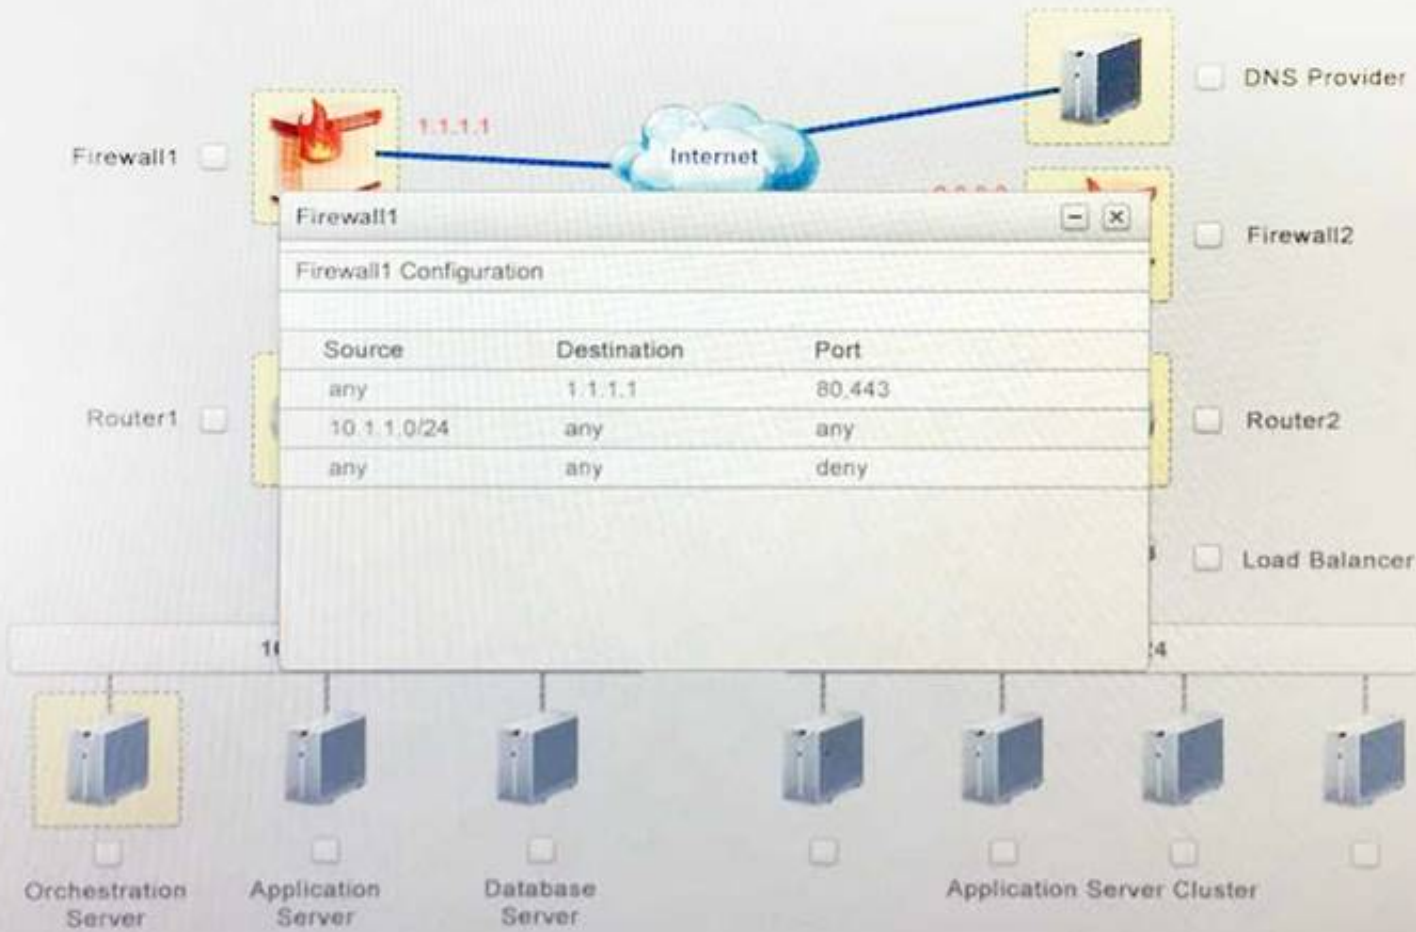 DNS Provider
1.1.1.1
Firewall1
Internet
Firewall1
Firewall2
Firewall1 Configuration
Source Destination Port
any 1.1.1.1 80,443
Router1
Router2
10.1.1.0/24 any any
any any deny
Load Balancer
Orchestration
Server
Application
Server
Database
Server
Application Server Cluster